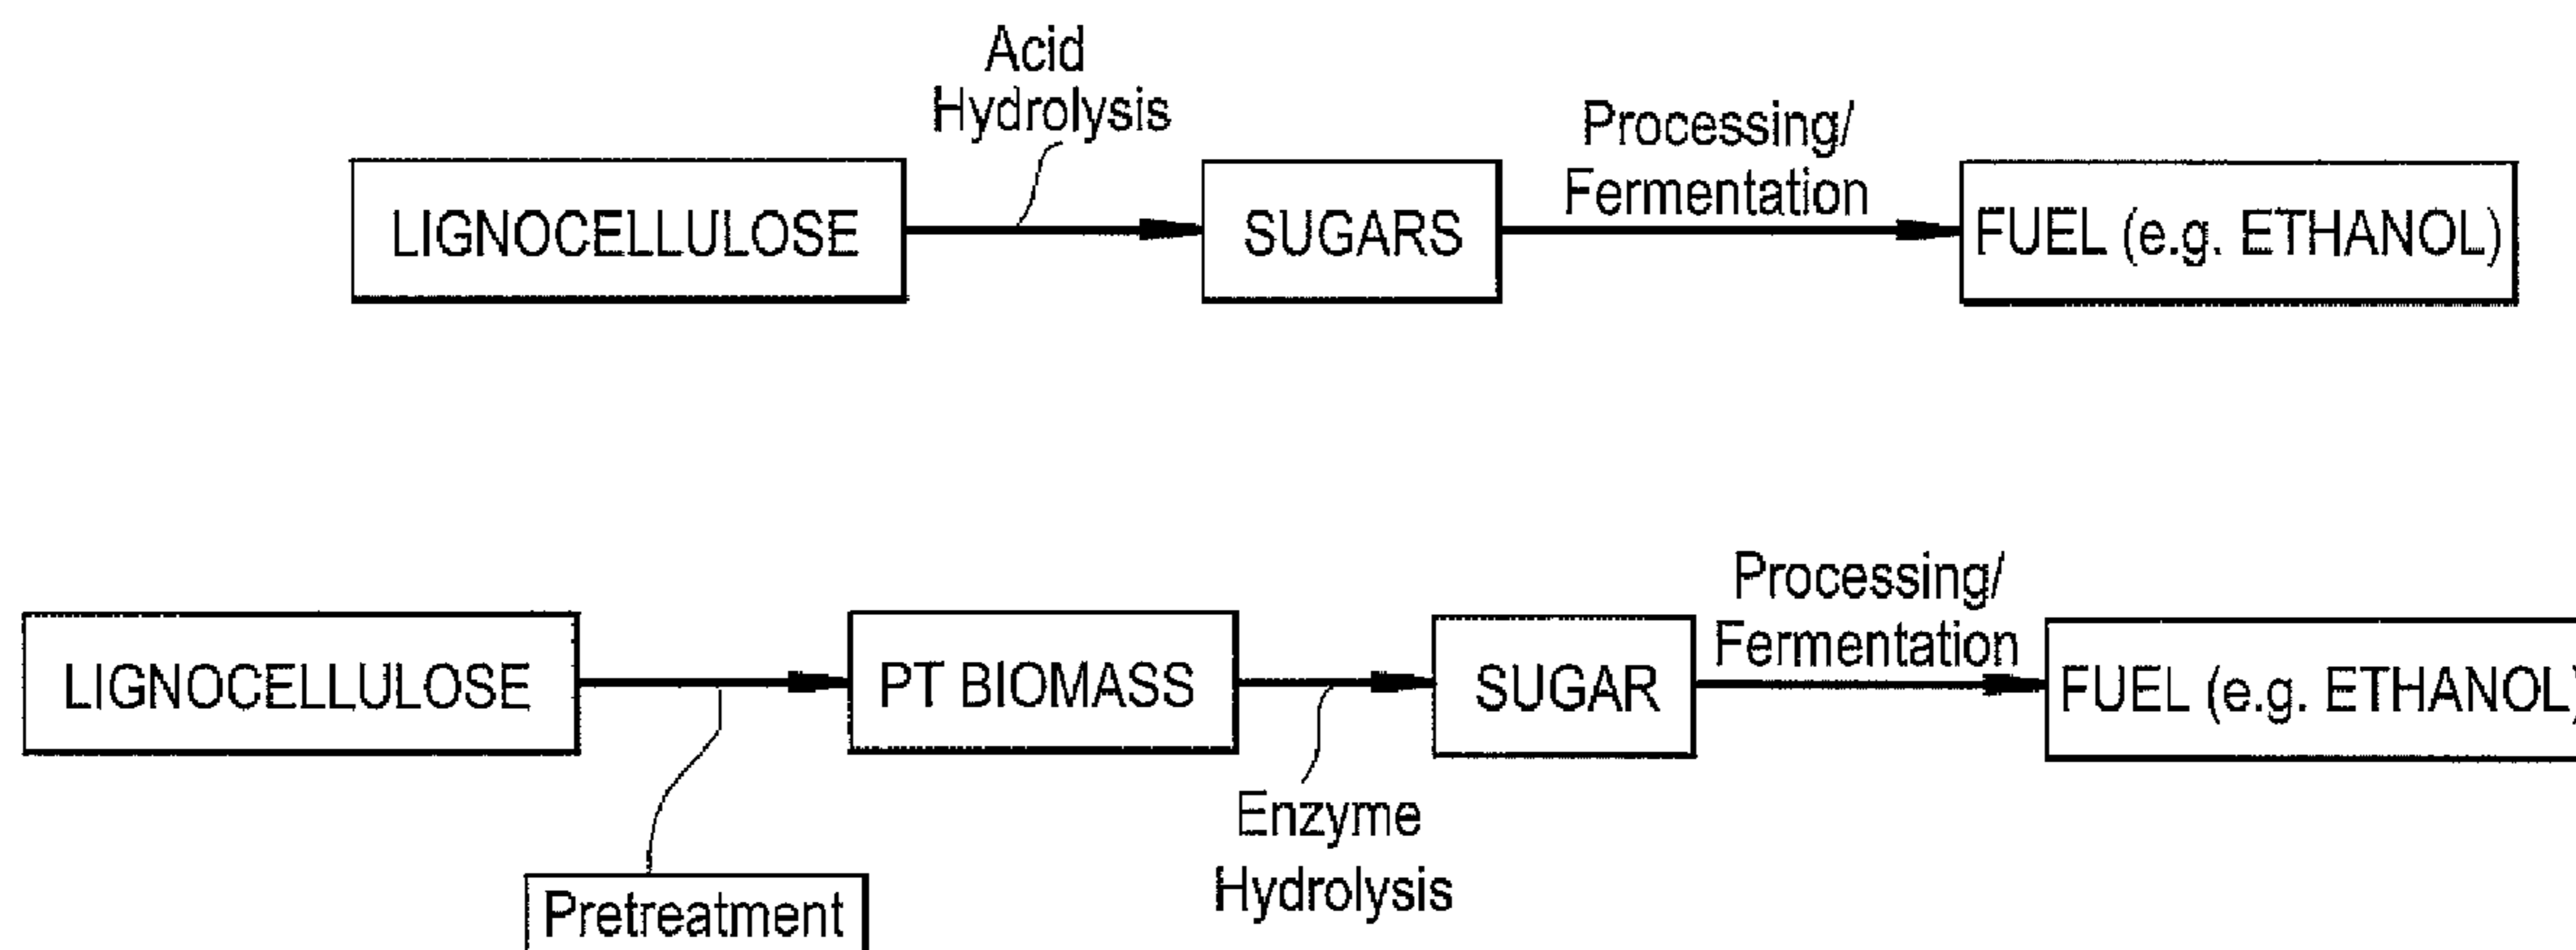 Acid
Hydrolysis
Processing/
Fermentation
LIGNOCELLULOSE
SUGARS
FUEL (e.g. ETHANOL)
Processing/
Fermentation
LIGNOCELLULOSE
PT BIOMASS
SUGAR
FUEL (e.g. ETHANOL)
Enzyme
Hydrolysis
Pretreatment